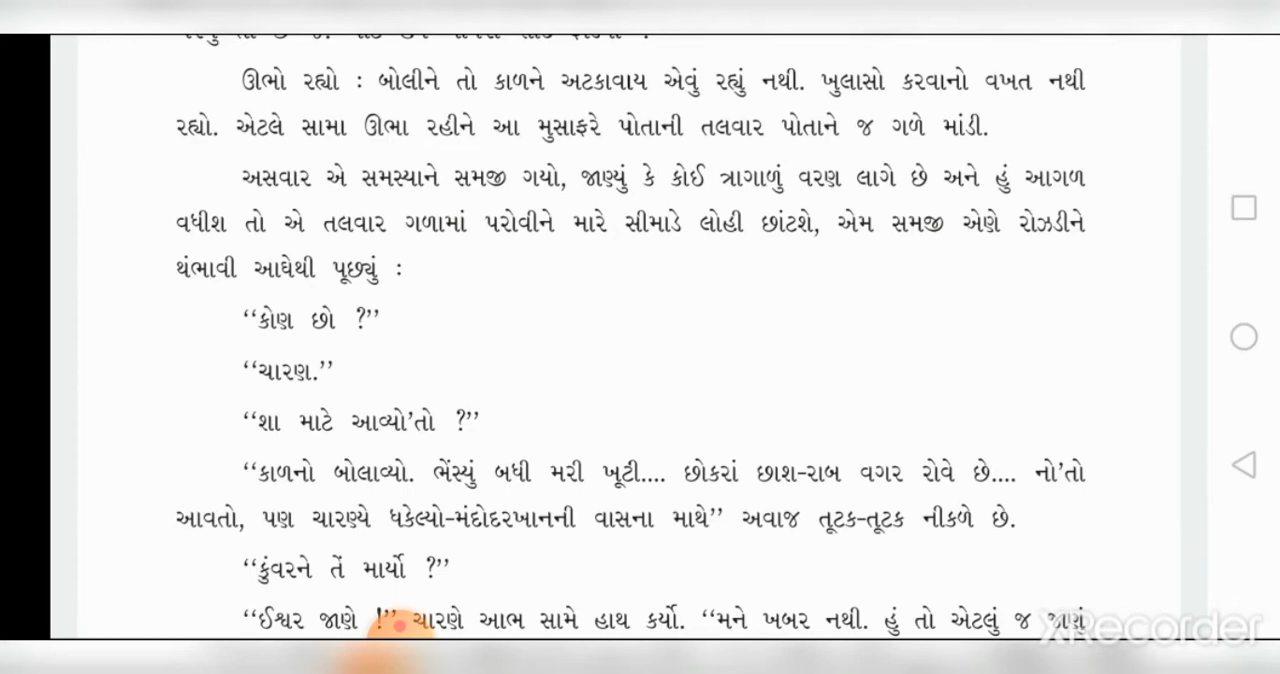 ઊભો રહ્યો : બોલીને તો કાળને અટકાવાય એવું રહ્યું નથી. ખુલાસો કરવાનો વખત નથી
રહ્યો. એટલે સામા ઊભા રહીને આ મુસાફરે પોતાની તલવાર પોતાને જ ગળે માંડી.
અસવાર એ સમસ્યાને સમજી ગયો, જાણ્યું કે કોઈ ત્રાગાળું વરણ લાગે છે અને હું આગળ
વધીશ તો એ તલવાર ગળામાં પરોવીને મારે સીમાડે લોહી છાંટશે, એમ સમજી એણે રોઝડીને
થંભાવી આઘેથી પૂછ્યું :
“કોણ છો ?”
“ચારણ.”
“શા માટે આવ્યો’તો ?”
“કાળનો બોલાવ્યો. ભેંસ્યું બધી મરી ખૂટી.... છોકરાં છાશ-રાબ વગર રોવે છે.... નો’તો
આવતો, પણ ચારણ્યે ધકેલ્યો-મંદોદરખાનની વાસના માથે” અવાજ તૂટક-તૂટક નીકળે છે.
“કુંવરને તેં માર્યો ?”
“ઈશ્વર જાણે !” ચારણે આભ સામે હાથ કર્યો. “મને ખબર નથી. હું તો એટલું જ જાણું
XRecorder